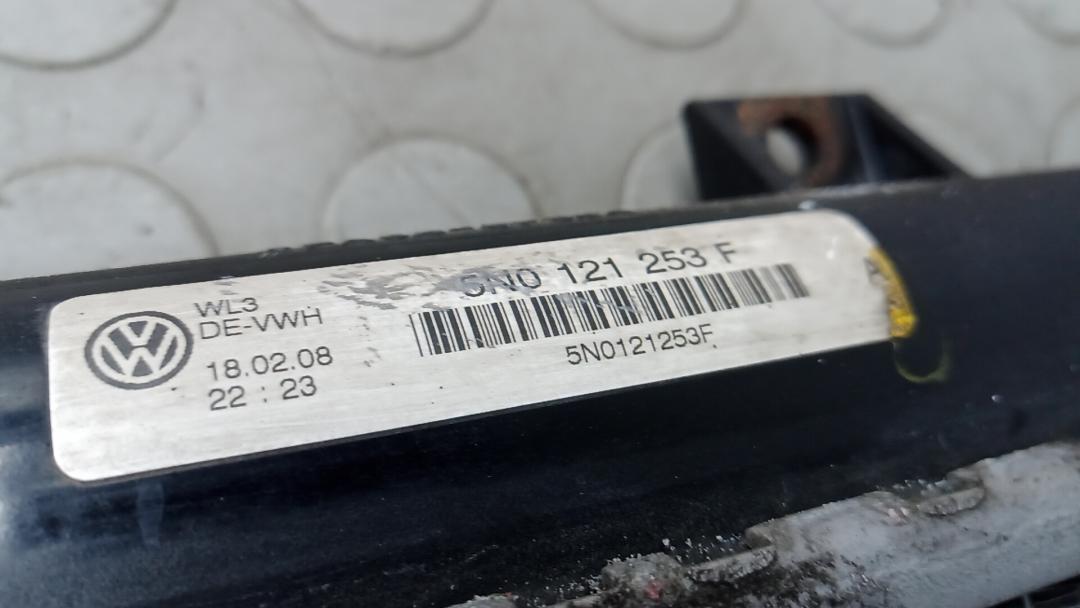 WL3
DE-VWH
18.02.08
22 : 23
5N0 121 253 F
5N0121253F